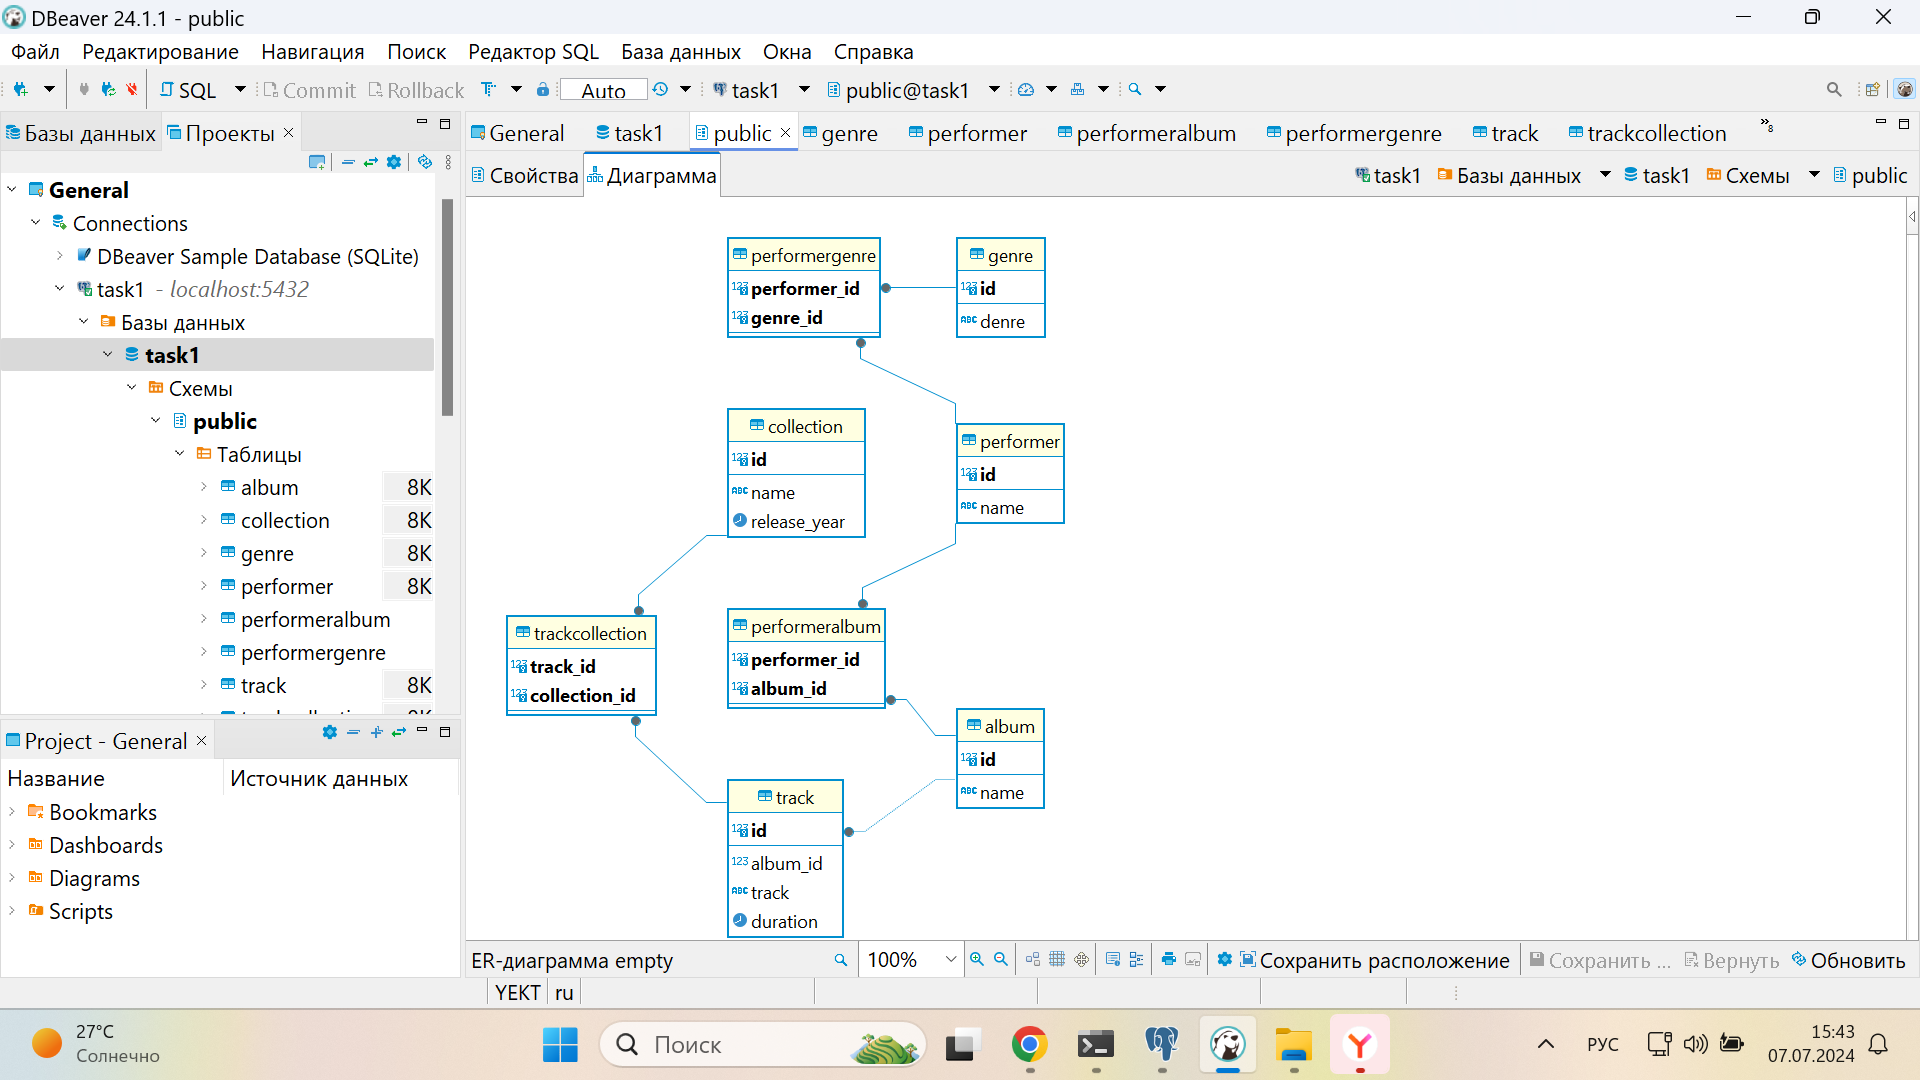 DBeaver 24.1.1 - public
Файл Редактирование Навигация Поиск Редактор SQL База данных Окна Справка
SQL Commit Rollback Auto task1 public@task1
Базы данных Проекты
General task1 public genre performer performeralbum performergenre track trackcollection »8
Свойства Диаграмма task1 Базы данных task1 Схемы public
General
Connections
DBeaver Sample Database (SQLite)
task1 - localhost:5432
Базы данных
task1
Схемы
public
Таблицы
album 8K
collection 8K
genre 8K
performer 8K
performeralbum
performergenre
track 8K
Project - General
Название Источник данных
Bookmarks
Dashboards
Diagrams
Scripts
performergenre
performer_id
genre_id
genre
id
denre
collection
id
name
release_year
performer
id
name
trackcollection
track_id
collection_id
performeralbum
performer_id
album_id
album
id
name
track
id
album_id
track
duration
ER-диаграмма empty 100% Сохранить расположение Сохранить ... Вернуть Обновить
YEKT ru
27°C
Солнечно
Поиск
РУС
15:43
07.07.2024